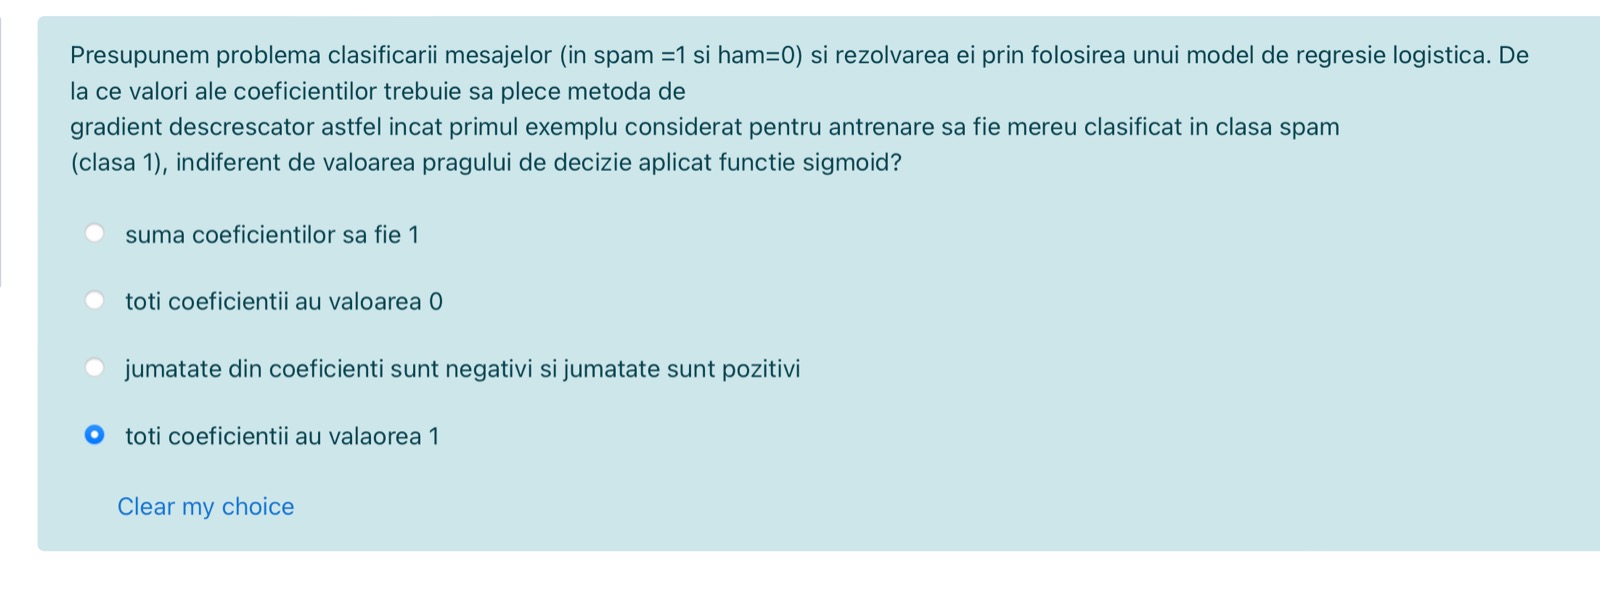 Presupunem problema clasificarii mesajelor (in spam =1 si ham=0) si rezolvarea ei prin folosirea unui model de regresie logistica. De
la ce valori ale coeficientilor trebuie sa plece metoda de
gradient descrescator astfel incat primul exemplu considerat pentru antrenare sa fie mereu clasificat in clasa spam
(clasa 1), indiferent de valoarea pragului de decizie aplicat functie sigmoid?
suma coeficientilor sa fie 1
toti coeficientii au valoarea 0
jumatate din coeficienti sunt negativi si jumatate sunt pozitivi
toti coeficientii au valaorea 1
Clear my choice